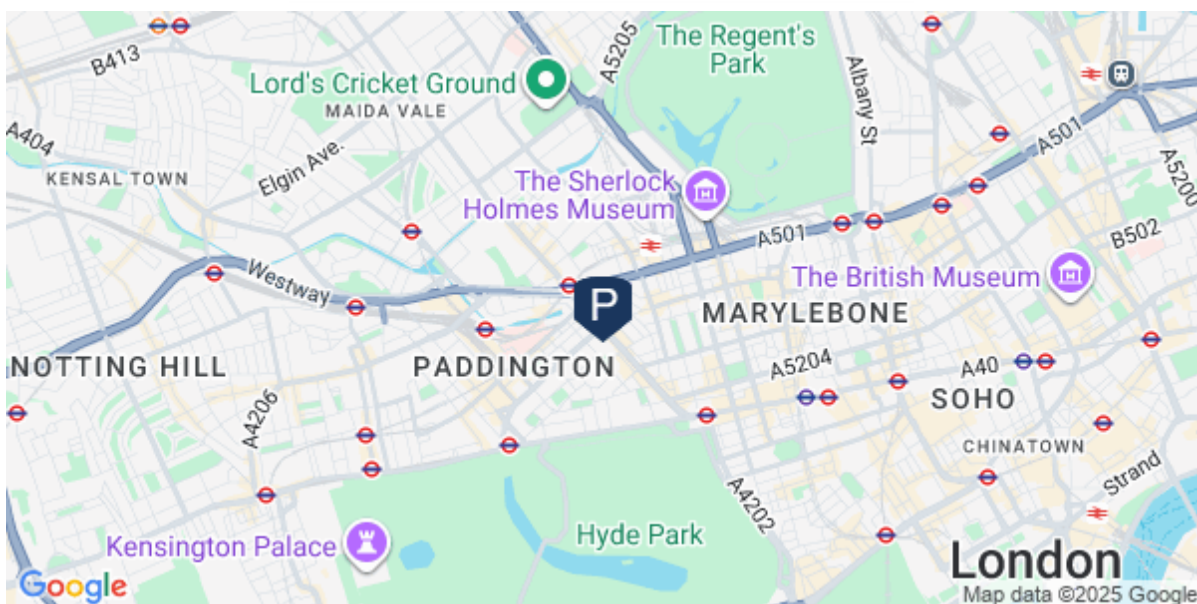 B413
A5205
The Regent's
Park
Albany St
Lord's Cricket Ground
MAIDA VALE
A404
Elgin Ave.
KENSAL TOWN
The Sherlock
Holmes Museum
A501
A5200
B502
A501
Westway
The British Museum
P
MARYLEBONE
NOTTING HILL
PADDINGTON
A5204
A40
SOHO
A4206
CHINATOWN
Strand
A4202
Hyde Park
Kensington Palace
London
Google
Map data ©2025 Google